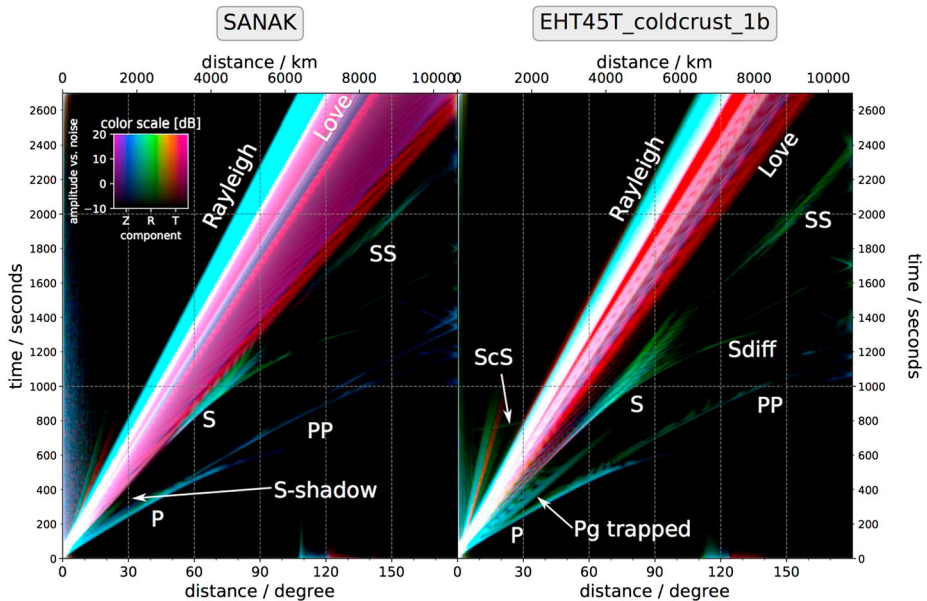 SANAK
EHT45T_coldcrust_1b
distance / km
distance / km
0 2000 4000 6000 8000 10000
0 2000 4000 6000 8000 10000
time / seconds
2600
2400
2200
2000
1800
1600
1400
1200
1000
800
600
400
200
0
color scale [dB]
amplitude vs. noise
20
10
0
−10
Z R T
component
Rayleigh
Love
SS
S
PP
S-shadow
P
0 30 60 90 120 150
distance / degree
Rayleigh
Love
SS
ScS
Sdiff
S
PP
Pg trapped
P
0 30 60 90 120 150
distance / degree
2600
2400
2200
2000
1800
1600
1400
1200
1000
800
600
400
200
0
time / seconds